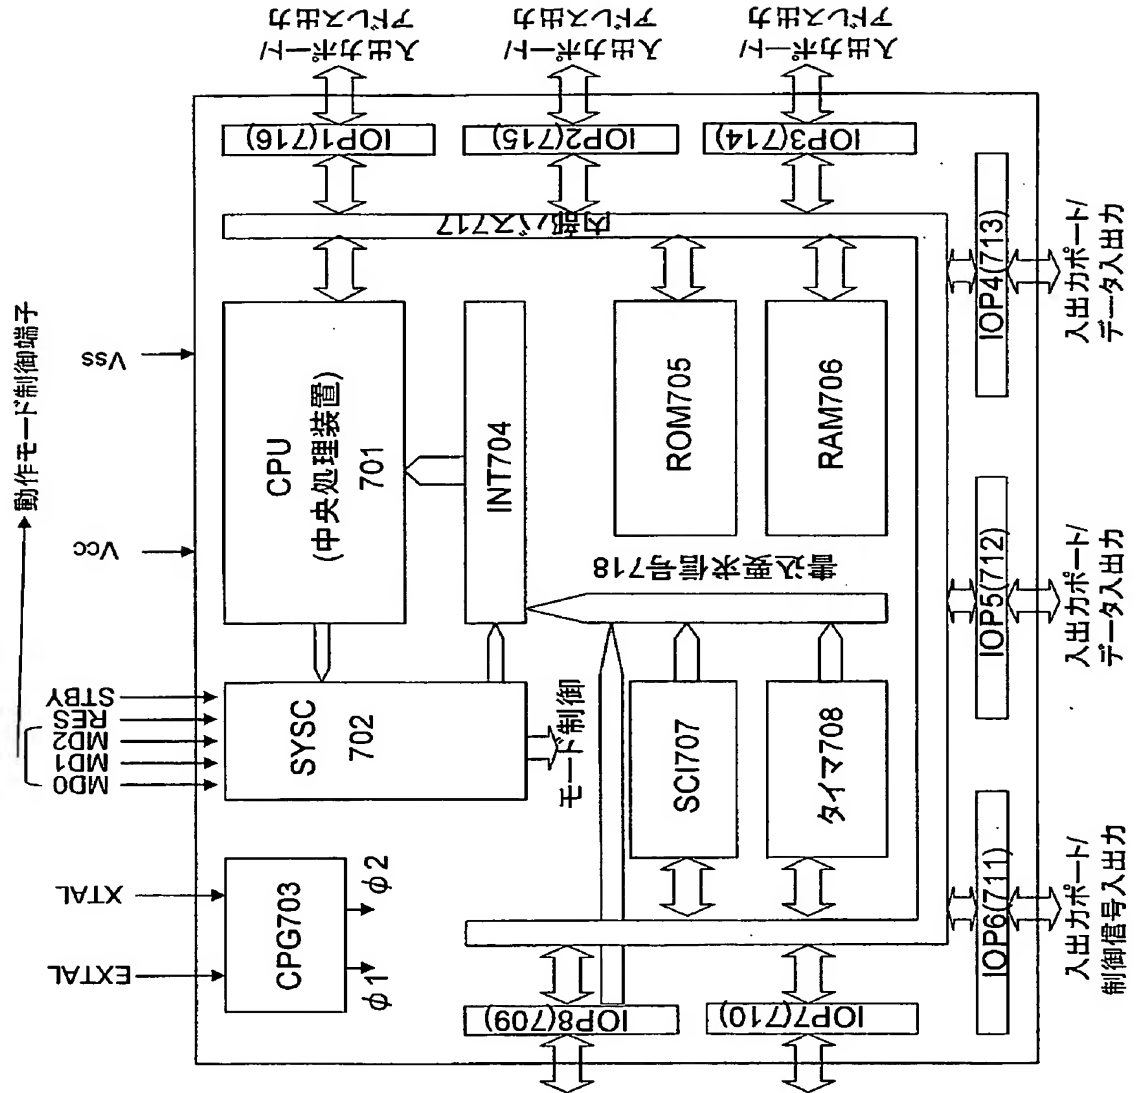 入出力ポート/
アドレス出力
入出力ポート/
アドレス出力
入出力ポート/
アドレス出力
IOP1(716)
IOP2(715)
IOP3(714)
内部バス717
動作モード制御端子
Vss
Vcc
CPU
(中央処理装置)
701
INT704
ROM705
RAM706
書込要求信号718
STBY
RES
MD2
MD1
MD0
SYSC
702
モード制御
SCI707
タイマ708
XTAL
EXTAL
CPG703
φ2
φ1
IOP8(709)
IOP7(710)
IOP4(713)
入出力ポート/
データ入出力
IOP5(712)
入出力ポート/
データ入出力
IOP6(711)
入出力ポート/
制御信号入出力